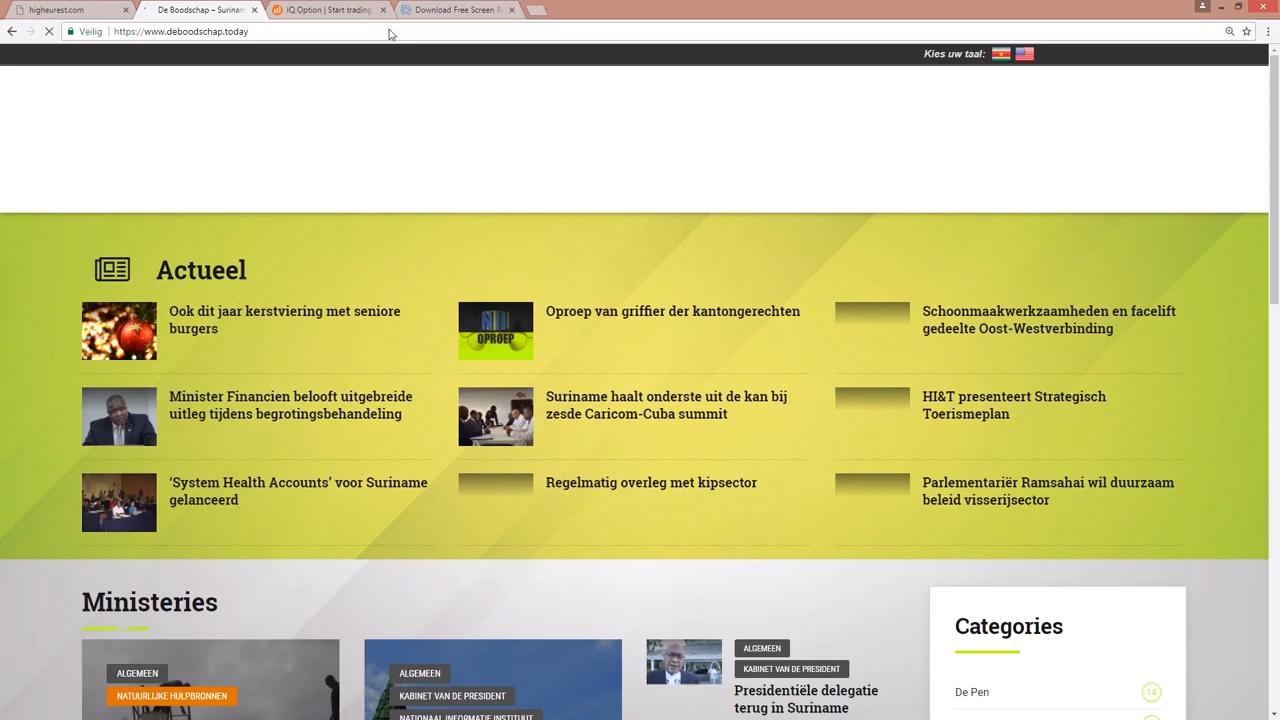 higheurest.com
De Boodschap – Surinam
IQ Option | Start trading
Download Free Screen R
Veilig
https://www.deboodschap.today
Kies uw taal:
Actueel
Ook dit jaar kerstviering met seniore
burgers
Oproep van griffier der kantongerechten
OPROEP
Schoonmaakwerkzaamheden en facelift
gedeelte Oost-Westverbinding
Minister Financien belooft uitgebreide
uitleg tijdens begrotingsbehandeling
Suriname haalt onderste uit de kan bij
zesde Caricom-Cuba summit
HI&T presenteert Strategisch
Toerismeplan
‘System Health Accounts’ voor Suriname
gelanceerd
Regelmatig overleg met kipsector
Parlementariër Ramsahai wil duurzaam
beleid visserijsector
Ministeries
ALGEMEEN
NATUURLIJKE HULPBRONNEN
ALGEMEEN
KABINET VAN DE PRESIDENT
NATIONAAL INFORMATIE INSTITUUT
ALGEMEEN
KABINET VAN DE PRESIDENT
Presidentiële delegatie
terug in Suriname
Categories
De Pen
14